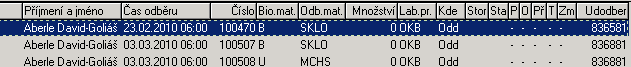 Příjmení a jméno Čas odběru Číslo Bio.mat. Odb.mat. Množství Lab.pr. Kde Stor Sta P O Př T Zm Udodber
Aberle David-Goliáš 23.02.2010 06:00 100470 B SKLO 0 OKB Odd - - - - - 836581
Aberle David-Goliáš 03.03.2010 06:00 100507 B SKLO 0 OKB Odd - - - - - 836881
Aberle David-Goliáš 03.03.2010 06:00 100508 U MCHS 0 OKB Odd - - - - - 836881